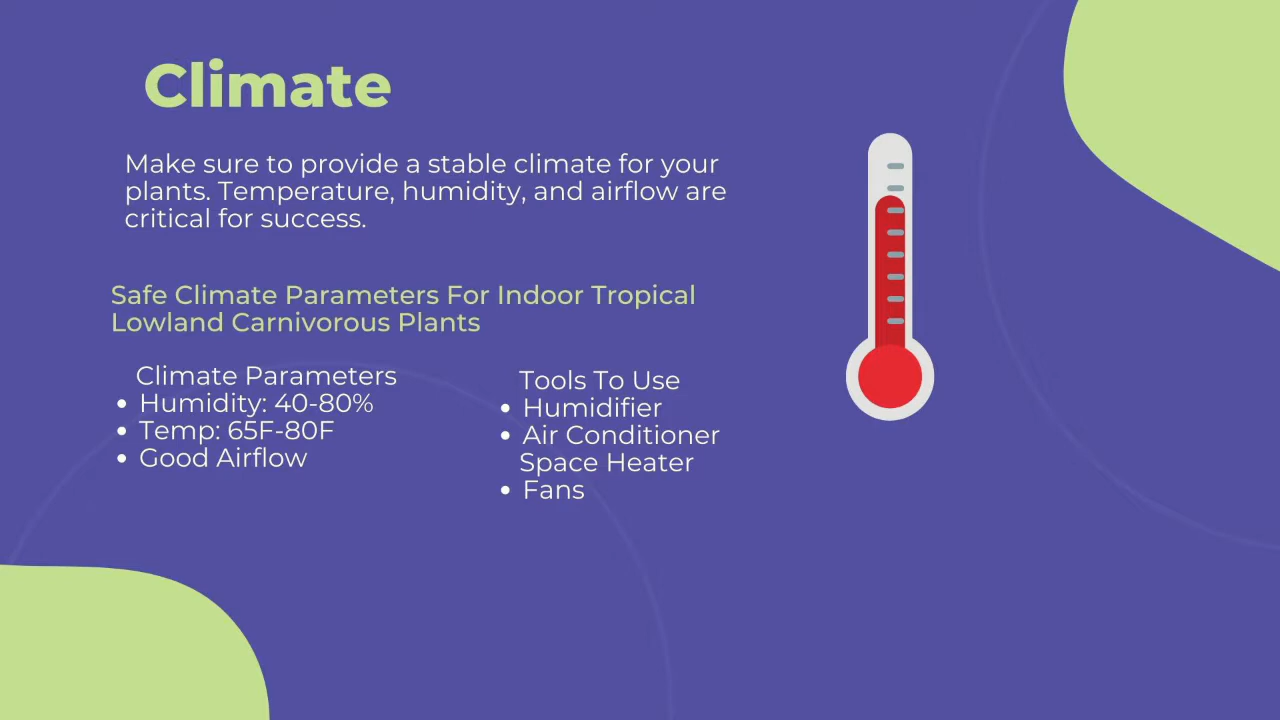 Climate
Make sure to provide a stable climate for your
plants. Temperature, humidity, and airflow are
critical for success.
Safe Climate Parameters For Indoor Tropical
Lowland Carnivorous Plants
Climate Parameters
• Humidity: 40-80%
• Temp: 65F-80F
• Good Airflow
Tools To Use
• Humidifier
• Air Conditioner
Space Heater
• Fans